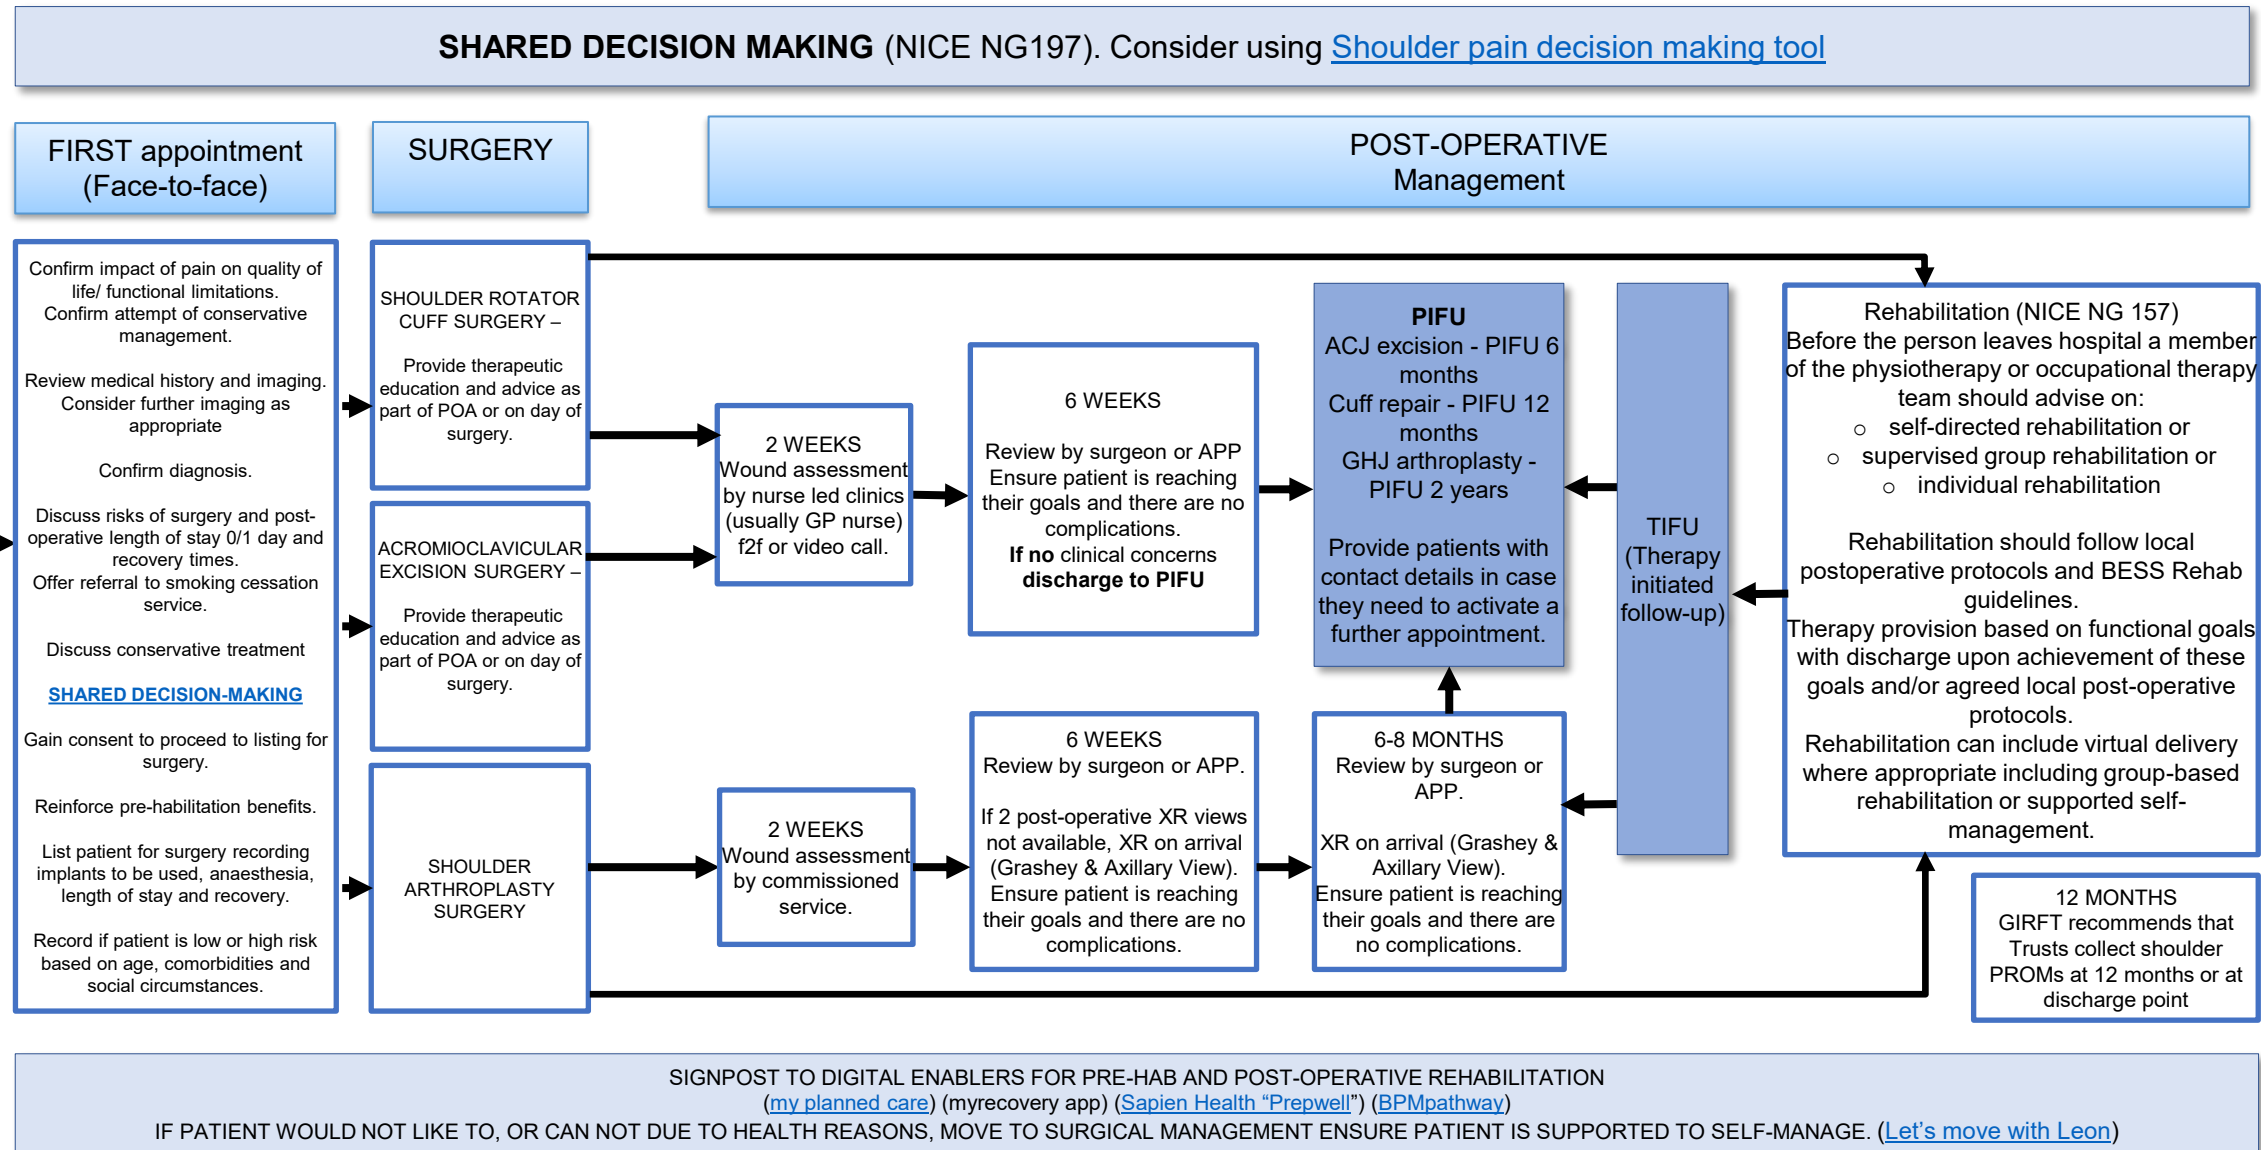 SHARED DECISION MAKING (NICE NG197). Consider using Shoulder pain decision making tool
FIRST appointment
(Face-to-face)
SURGERY
POST-OPERATIVE
Management
Confirm impact of pain on quality of
life/ functional limitations.
Confirm attempt of conservative
management.
Review medical history and imaging.
Consider further imaging as
appropriate
Confirm diagnosis.
Discuss risks of surgery and post-
operative length of stay 0/1 day and
recovery times.
Offer referral to smoking cessation
service.
Discuss conservative treatment
SHARED DECISION-MAKING
Gain consent to proceed to listing for
surgery.
Reinforce pre-habilitation benefits.
List patient for surgery recording
implants to be used, anaesthesia,
length of stay and recovery.
Record if patient is low or high risk
based on age, comorbidities and
social circumstances.
SHOULDER ROTATOR
CUFF SURGERY –
Provide therapeutic
education and advice as
part of POA or on day of
surgery.
ACROMIOCLAVICULAR
EXCISION SURGERY –
Provide therapeutic
education and advice as
part of POA or on day of
surgery.
SHOULDER
ARTHROPLASTY
SURGERY
2 WEEKS
Wound assessment
by nurse led clinics
(usually GP nurse)
f2f or video call.
6 WEEKS
Review by surgeon or APP
Ensure patient is reaching
their goals and there are no
complications.
If no clinical concerns
discharge to PIFU
PIFU
ACJ excision - PIFU 6
months
Cuff repair - PIFU 12
months
GHJ arthroplasty -
PIFU 2 years
Provide patients with
contact details in case
they need to activate a
further appointment.
2 WEEKS
Wound assessment
by commissioned
service.
6 WEEKS
Review by surgeon or APP.
If 2 post-operative XR views
not available, XR on arrival
(Grashey & Axillary View).
Ensure patient is reaching
their goals and there are no
complications.
6-8 MONTHS
Review by surgeon or
APP.
XR on arrival (Grashey &
Axillary View).
Ensure patient is reaching
their goals and there are
no complications.
TIFU
(Therapy
initiated
follow-up)
Rehabilitation (NICE NG 157)
Before the person leaves hospital a member
of the physiotherapy or occupational therapy
team should advise on:
o self-directed rehabilitation or
o supervised group rehabilitation or
o individual rehabilitation
Rehabilitation should follow local
postoperative protocols and BESS Rehab
guidelines.
Therapy provision based on functional goals
with discharge upon achievement of these
goals and/or agreed local post-operative
protocols.
Rehabilitation can include virtual delivery
where appropriate including group-based
rehabilitation or supported self-
management.
12 MONTHS
GIRFT recommends that
Trusts collect shoulder
PROMs at 12 months or at
discharge point
SIGNPOST TO DIGITAL ENABLERS FOR PRE-HAB AND POST-OPERATIVE REHABILITATION
(my planned care) (myrecovery app) (Sapien Health “Prepwell”) (BPMpathway)
IF PATIENT WOULD NOT LIKE TO, OR CAN NOT DUE TO HEALTH REASONS, MOVE TO SURGICAL MANAGEMENT ENSURE PATIENT IS SUPPORTED TO SELF-MANAGE. (Let’s move with Leon)